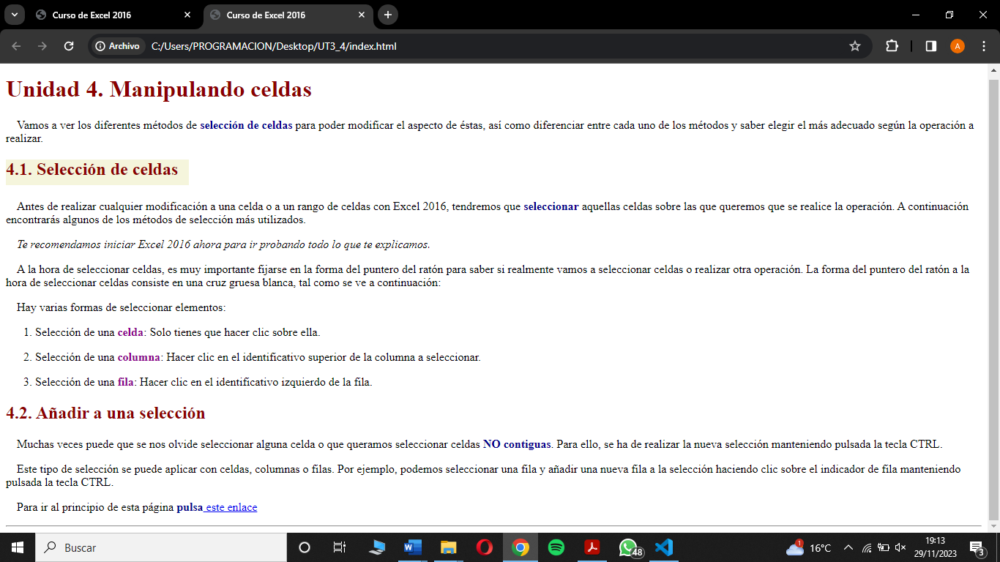 Curso de Excel 2016
Curso de Excel 2016
Archivo
C:/Users/PROGRAMACION/Desktop/UT3_4/index.html
A
Unidad 4. Manipulando celdas
Vamos a ver los diferentes métodos de selección de celdas para poder modificar el aspecto de éstas, así como diferenciar entre cada uno de los métodos y saber elegir el más adecuado según la operación a
realizar.
4.1. Selección de celdas
Antes de realizar cualquier modificación a una celda o a un rango de celdas con Excel 2016, tendremos que seleccionar aquellas celdas sobre las que queremos que se realice la operación. A continuación
encontrarás algunos de los métodos de selección más utilizados.
Te recomendamos iniciar Excel 2016 ahora para ir probando todo lo que te explicamos.
A la hora de seleccionar celdas, es muy importante fijarse en la forma del puntero del ratón para saber si realmente vamos a seleccionar celdas o realizar otra operación. La forma del puntero del ratón a la
hora de seleccionar celdas consiste en una cruz gruesa blanca, tal como se ve a continuación:
Hay varias formas de seleccionar elementos:
1. Selección de una celda: Solo tienes que hacer clic sobre ella.
2. Selección de una columna: Hacer clic en el identificativo superior de la columna a seleccionar.
3. Selección de una fila: Hacer clic en el identificativo izquierdo de la fila.
4.2. Añadir a una selección
Muchas veces puede que se nos olvide seleccionar alguna celda o que queramos seleccionar celdas NO contiguas. Para ello, se ha de realizar la nueva selección manteniendo pulsada la tecla CTRL.
Este tipo de selección se puede aplicar con celdas, columnas o filas. Por ejemplo, podemos seleccionar una fila y añadir una nueva fila a la selección haciendo clic sobre el indicador de fila manteniendo
pulsada la tecla CTRL.
Para ir al principio de esta página pulsa este enlace
Buscar
W
48
1
16°C
19:13
29/11/2023
3